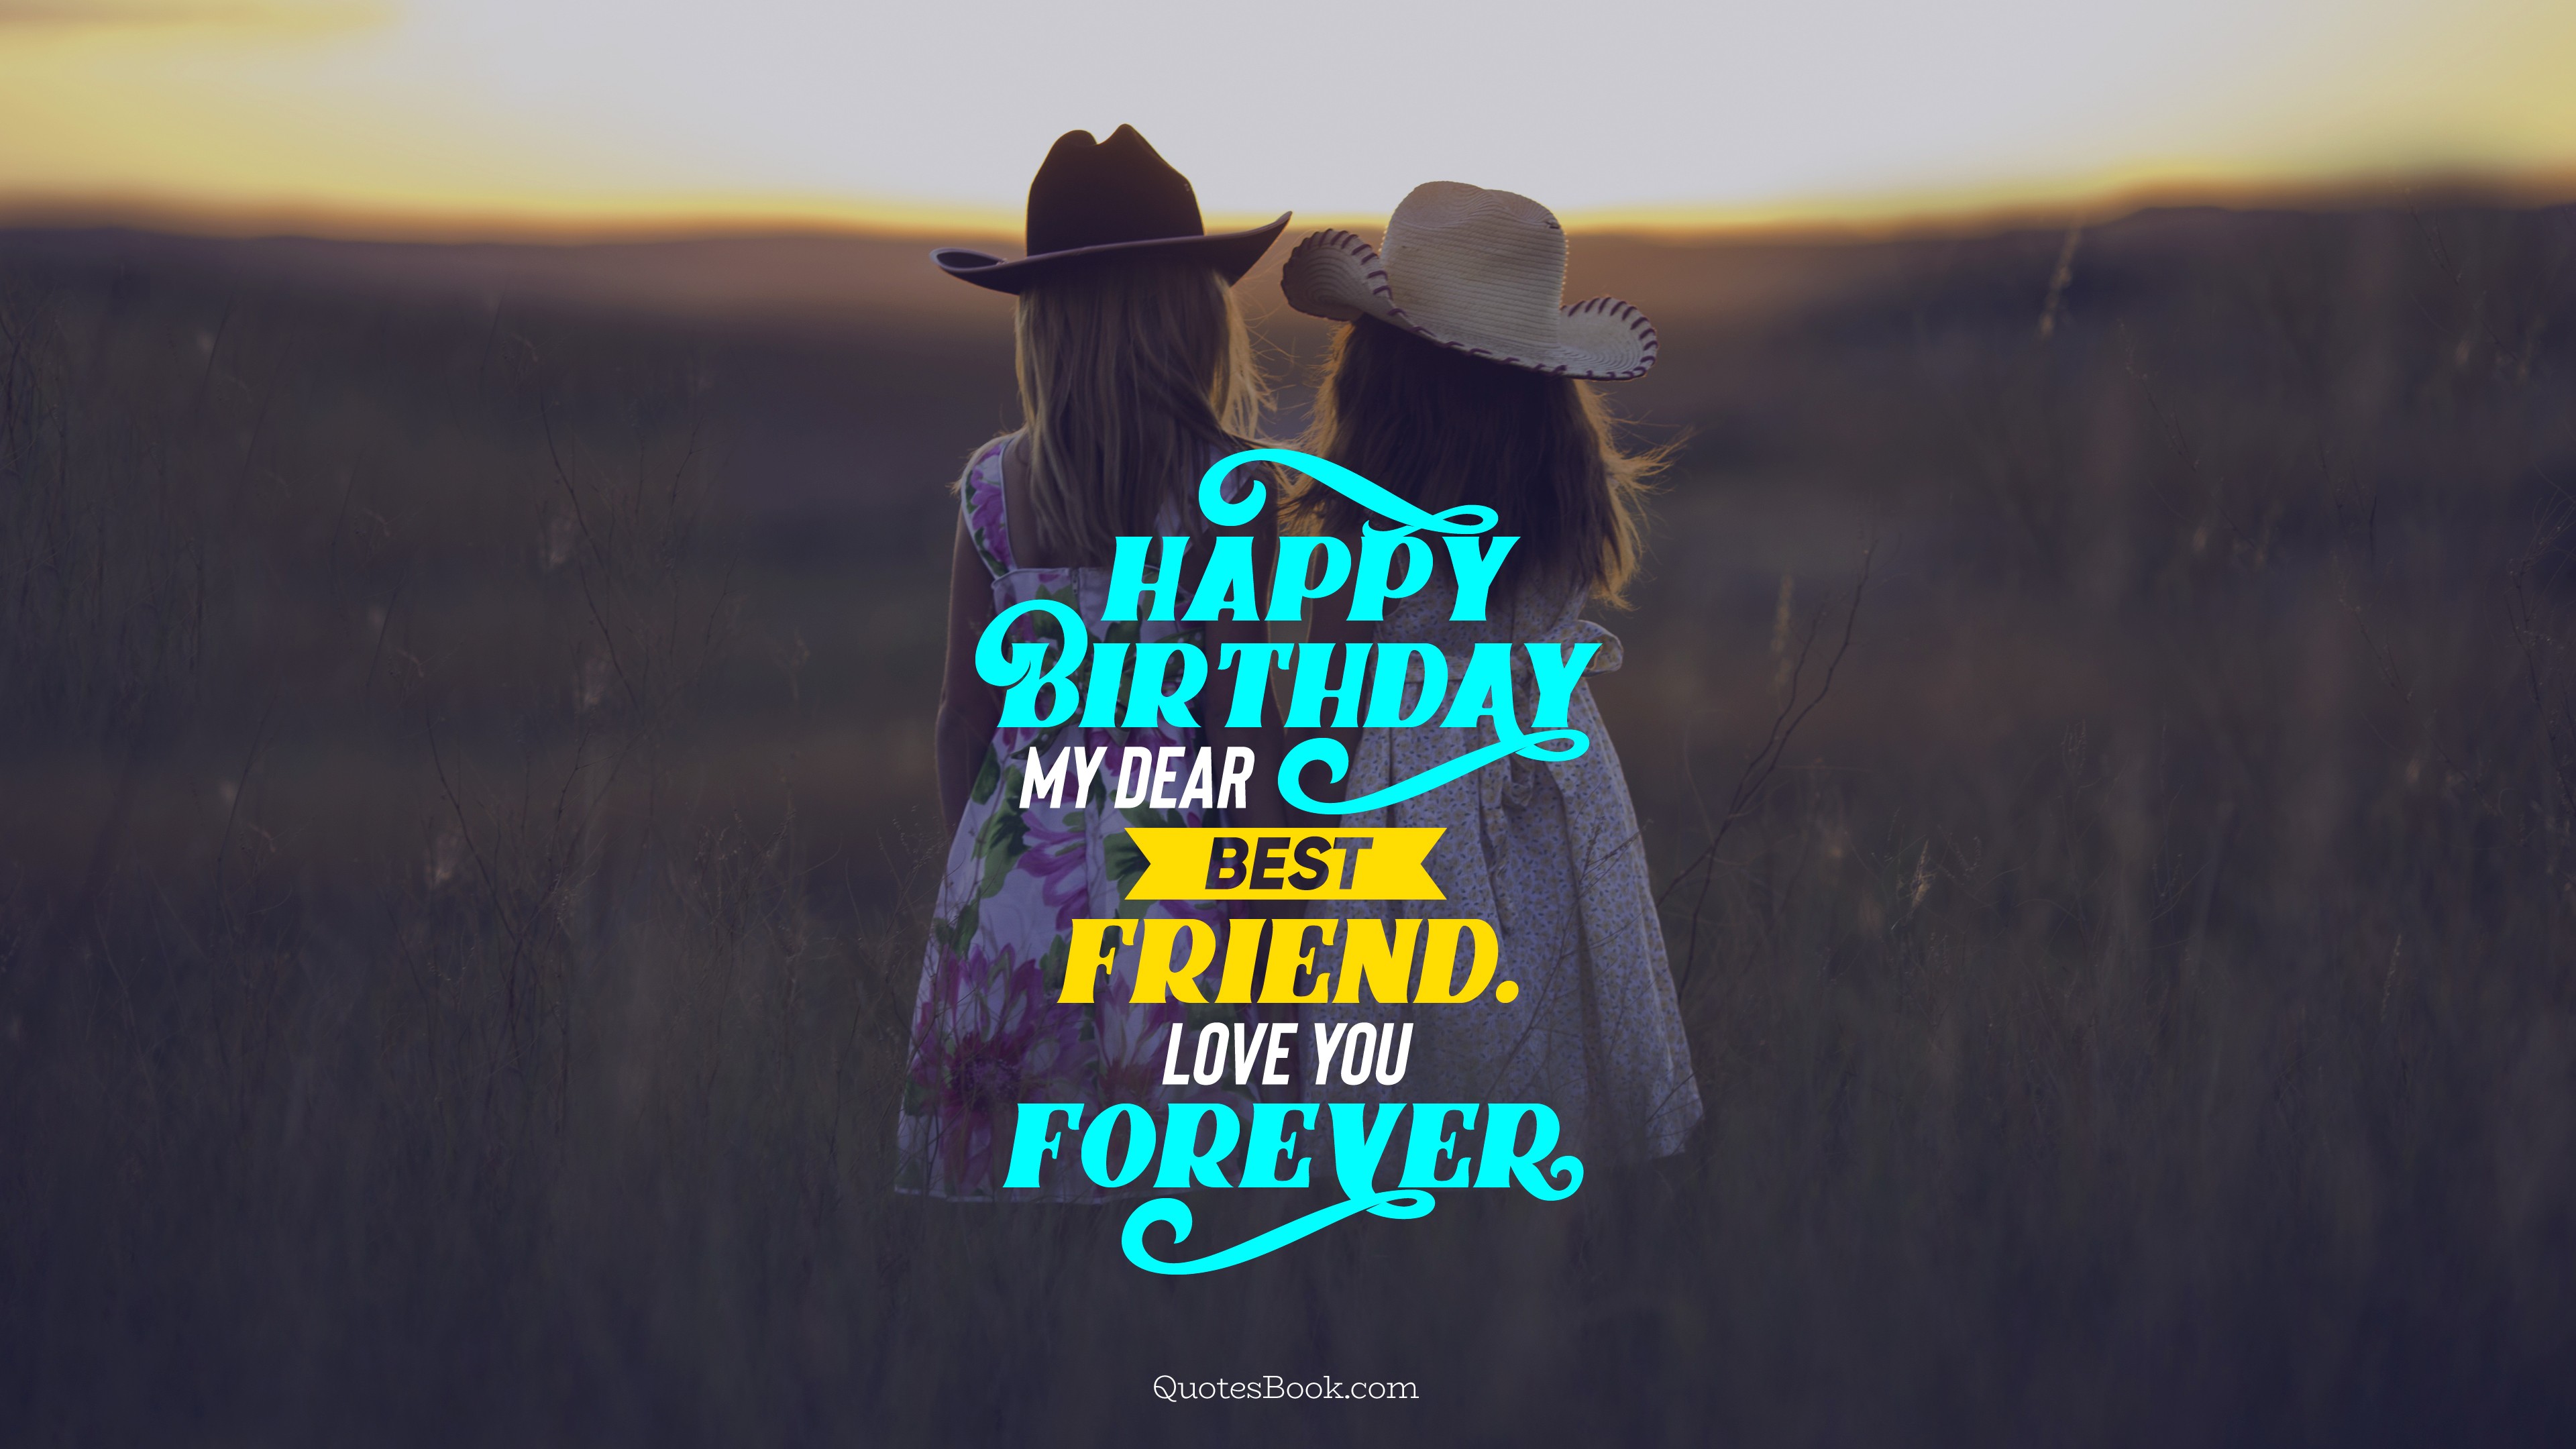 HAPPY
BIRTHDAY
MY DEAR
BEST
FRIEND.
LOVE YOU
FOREVER
QuotesBook.com